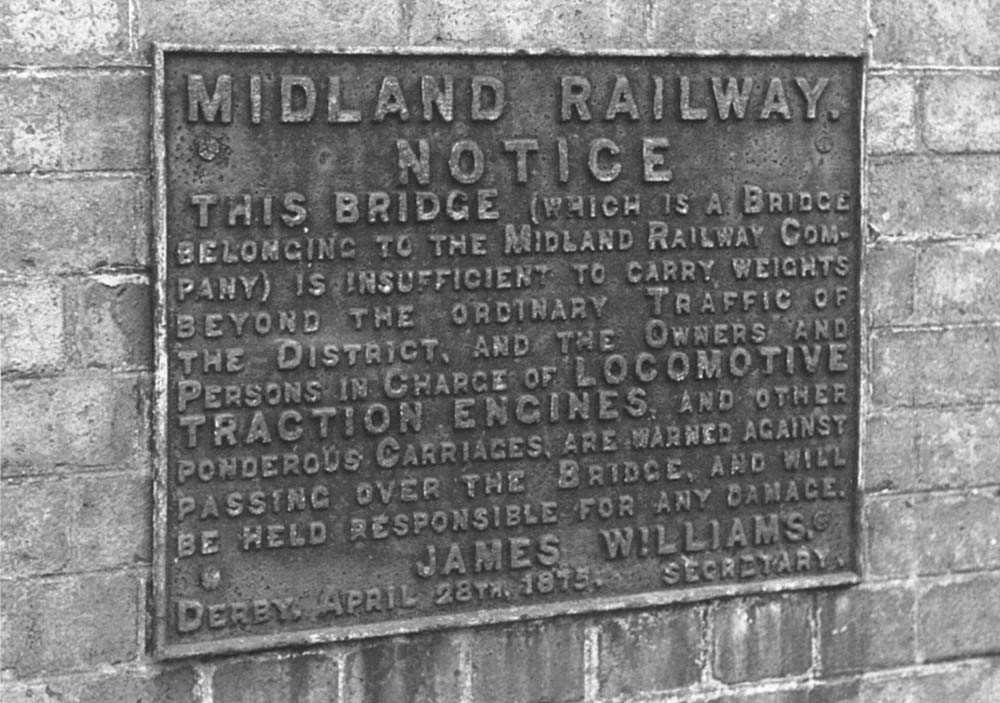 MIDLAND RAILWAY.
NOTICE
THIS BRIDGE (WHICH IS A BRIDGE
BELONGING TO THE MIDLAND RAILWAY COM-
PANY) IS INSUFFICIENT TO CARRY WEIGHTS
BEYOND THE ORDINARY TRAFFIC OF
THE DISTRICT, AND THE OWNERS AND
PERSONS IN CHARGE OF LOCOMOTIVE
TRACTION ENGINES, AND OTHER
PONDEROUS CARRIAGES, ARE WARNED AGAINST
PASSING OVER THE BRIDGE, AND WILL
BE HELD RESPONSIBLE FOR ANY DAMAGE.
JAMES WILLIAMS,
SECRETARY.
DERBY, APRIL 28TH, 1875.